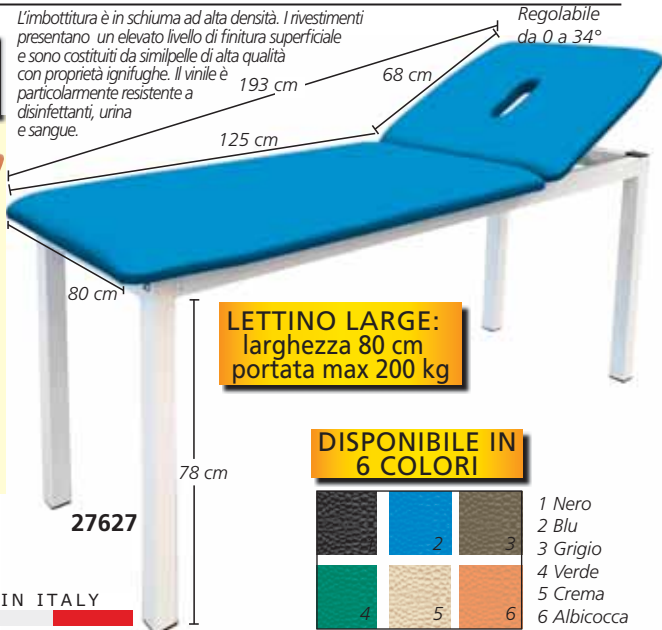 L'imbottitura è in schiuma ad alta densità. I rivestimenti
presentano un elevato livello di finitura superficiale
e sono costituiti da similpelle di alta qualità
con proprietà ignifughe. Il vinile è
particolarmente resistente a
disinfettanti, urina
e sangue.
Regolabile
da 0 a 34°
193 cm
68 cm
125 cm
80 cm
LETTINO LARGE:
larghezza 80 cm
portata max 200 kg
78 cm
27627
DISPONIBILE IN
6 COLORI
1
2
3
4
5
6
1 Nero
2 Blu
3 Grigio
4 Verde
5 Crema
6 Albicocca
IN ITALY